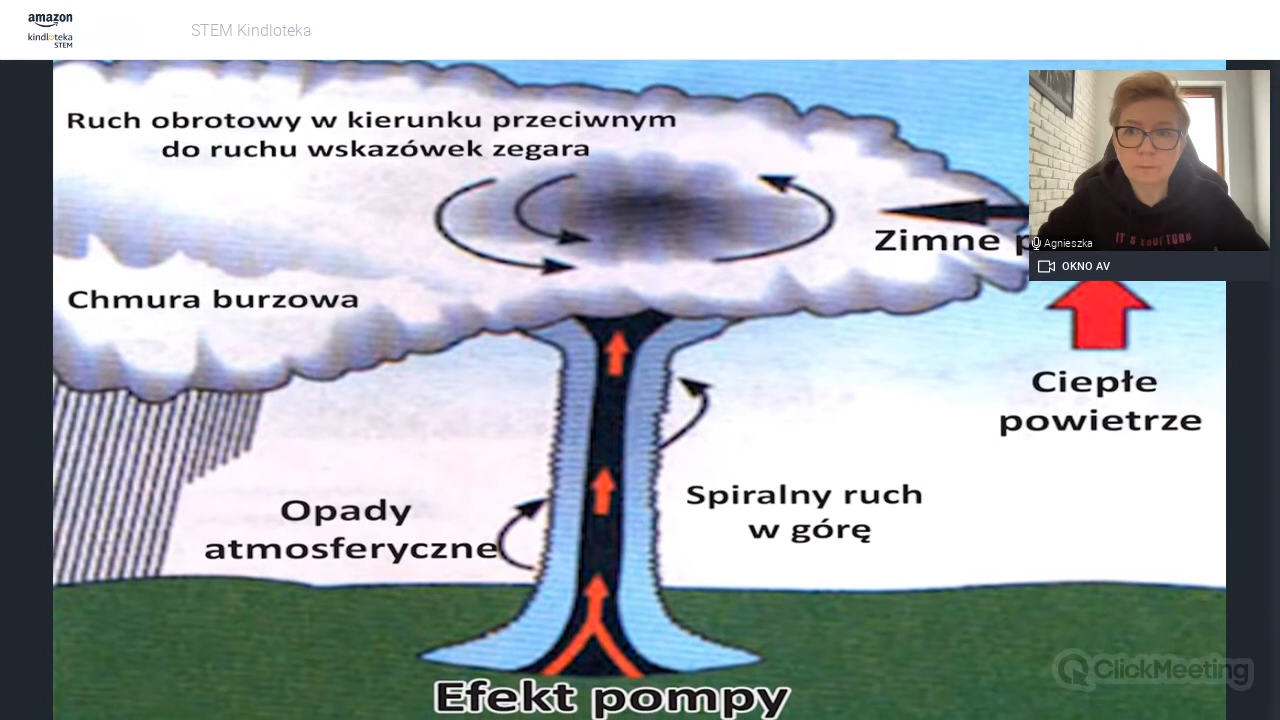 amazon
kindloteka
STEM
STEM Kindloteka
Ruch obrotowy w kierunku przeciwnym
do ruchu wskazówek zegara
Zimne p
Agnieszka
OKNO AV
Chmura burzowa
Ciepłe
powietrze
Spiralny ruch
w górę
Opady
atmosferyczne
ClickMeeting
Efekt pompy